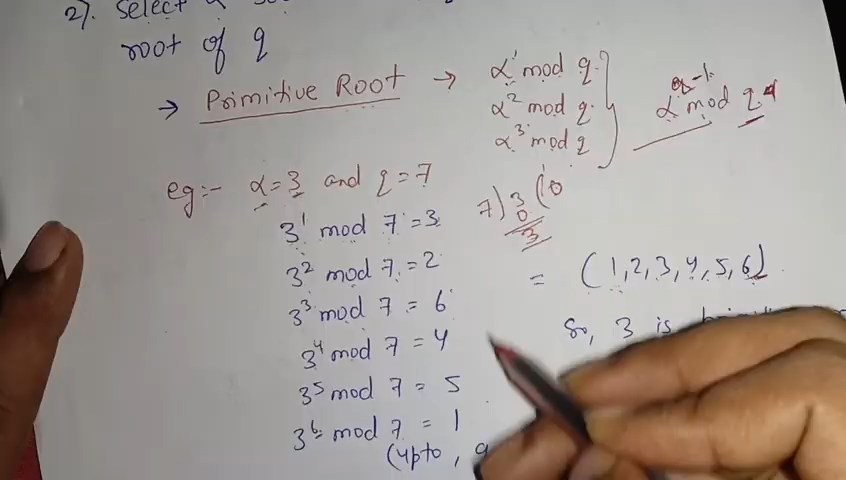 2). Select α
root of q
→ Primitive Root → α¹ mod q.
α² mod q.
α³ mod q
α^q-1 mod q
eg:- α=3 and q=7
7) 3 (0
0
3
3¹ mod 7 = 3
3² mod 7 = 2
3³ mod 7 = 6
3⁴ mod 7 = 4
3⁵ mod 7 = 5
3⁶ mod 7 = 1
(upto, q
= (1,2,3,4,5,6)
So, 3 is